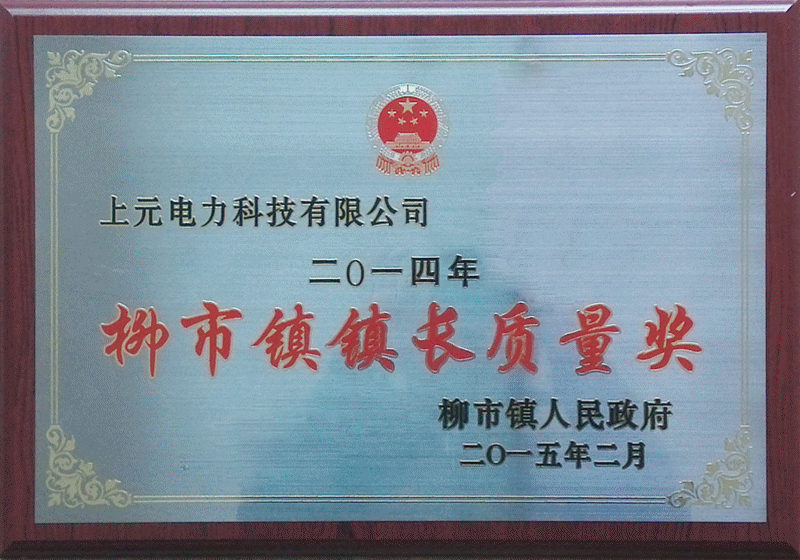 上元电力科技有限公司
二〇一四年
柳市镇镇长质量奖
柳市镇人民政府
二〇一五年二月